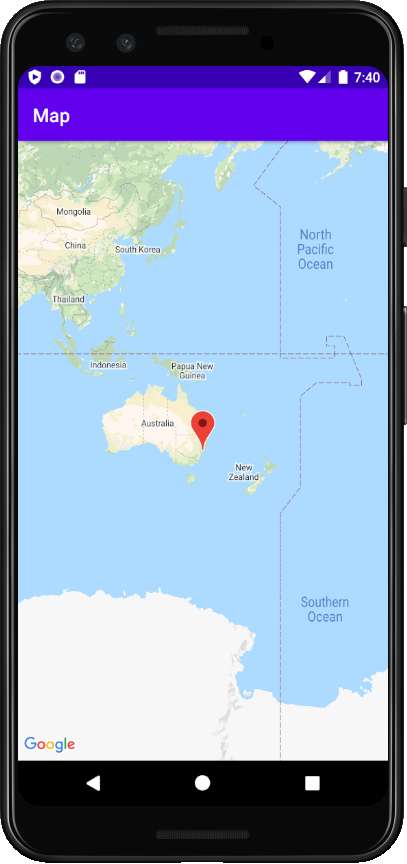 7:40
Map
Mongolia
China
South Korea
North
Pacific
Ocean
Thailand
Indonesia
Papua New
Guinea
Australia
New
Zealand
Southern
Ocean
Google